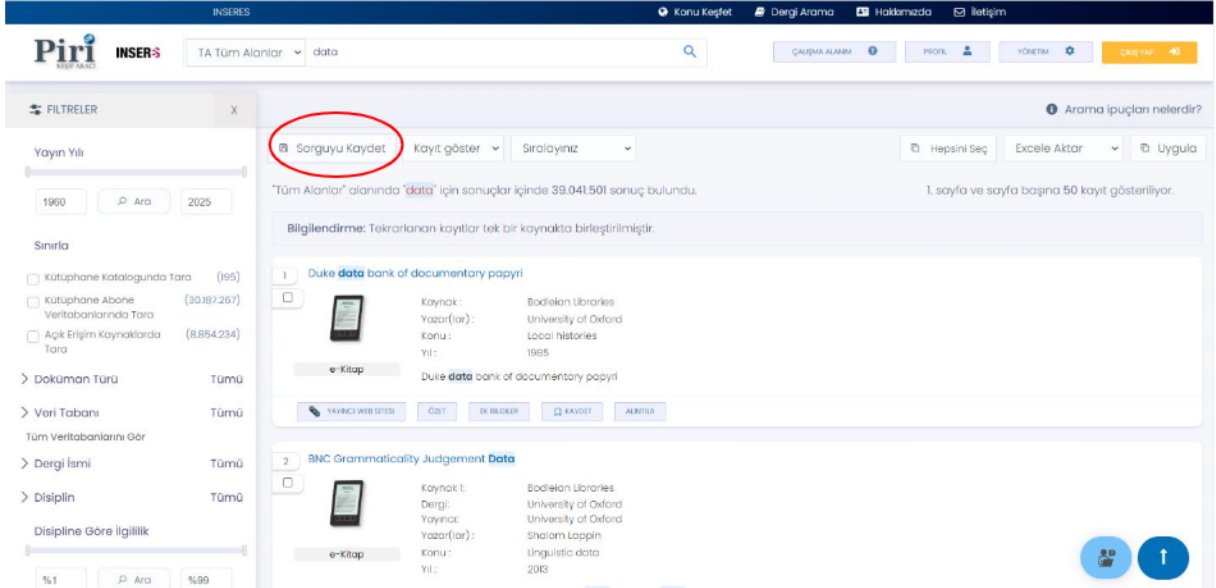 INSERES
Konu Keşfet
Dergi Arama
Hakkımızda
İletişim
Piri
KEŞİF ARACI
INSERS
TA Tüm Alanlar
data
ÇALIŞMA ALANIM
PROFIL
YÖNETIM
ÇIKIŞ YAP
FILTRELER
X
Arama ipuçları nelerdir?
Yayın Yılı
1960
Ara
2025
Sınırla
Kütüphane Katalogunda Tara (195)
Kütüphane Abone (30.187.267)
Veritabanlarında Tara
Açık Erişim Kaynaklarda (8.854.234)
Tara
Doküman Türü Tümü
Veri Tabanı Tümü
Tüm Veritabanlarını Gör
Dergi İsmi Tümü
Disiplin Tümü
Disipline Göre İlgililik
%1
Ara
%99
Sorguyu Kaydet
Kayıt göster
Sıralayınız
Hepsini Seç
Excele Aktar
Uygula
"Tüm Alanlar" alanında "data" için sonuçlar içinde 39.041.501 sonuç bulundu.
1. sayfa ve sayfa başına 50 kayıt gösteriliyor.
Bilgilendirme: Tekrarlanan kayıtlar tek bir kaynakta birleştirilmiştir.
1
Duke data bank of documentary papyri
Kaynak : Bodleian Libraries
Yazar(lar) : University of Oxford
Konu : Local histories
Yıl : 1985
e-Kitap
Duke data bank of documentary papyri
YAYINCI WEB SİTESİ
ÖZET
EK BİLGİLER
KAYDET
ALINTILA
2
BNC Grammaticality Judgement Data
Kaynak 1: Bodleian Libraries
Dergi: University of Oxford
Yayıncı: University of Oxford
Yazar(lar) : Shalom Lappin
Konu : Linguistic data
Yıl : 2013
e-Kitap